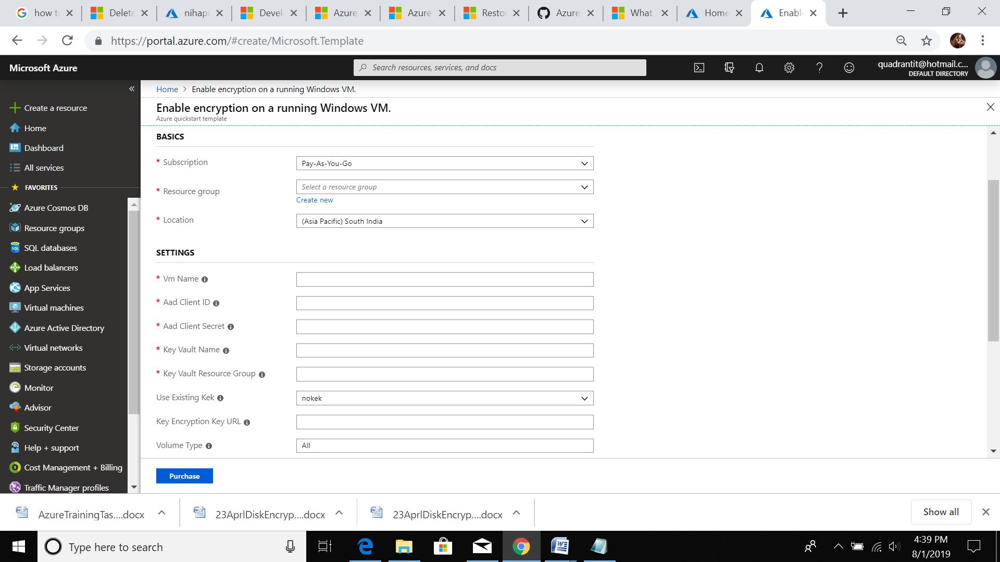 how t
Delete
nihap
Devel
Azure
Azure
Resto
Azure
What
Home
Enabl
https://portal.azure.com/#create/Microsoft.Template
Microsoft Azure
Search resources, services, and docs
quadrantit@hotmail.c...
DEFAULT DIRECTORY
Home > Enable encryption on a running Windows VM.
Enable encryption on a running Windows VM.
Azure quickstart template
Create a resource
Home
Dashboard
All services
FAVORITES
Azure Cosmos DB
Resource groups
SQL databases
Load balancers
App Services
Virtual machines
Azure Active Directory
Virtual networks
Storage accounts
Monitor
Advisor
Security Center
Help + support
Cost Management + Billing
Traffic Manager profiles
BASICS
* Subscription
Pay-As-You-Go
* Resource group
Select a resource group
Create new
* Location
(Asia Pacific) South India
SETTINGS
* Vm Name
* Aad Client ID
* Aad Client Secret
* Key Vault Name
* Key Vault Resource Group
Use Existing Kek
nokek
Key Encryption Key URL
Volume Type
All
Purchase
AzureTrainingTas....docx
23AprlDiskEncryp....docx
23AprlDiskEncryp....docx
Show all
Type here to search
4:39 PM
8/1/2019